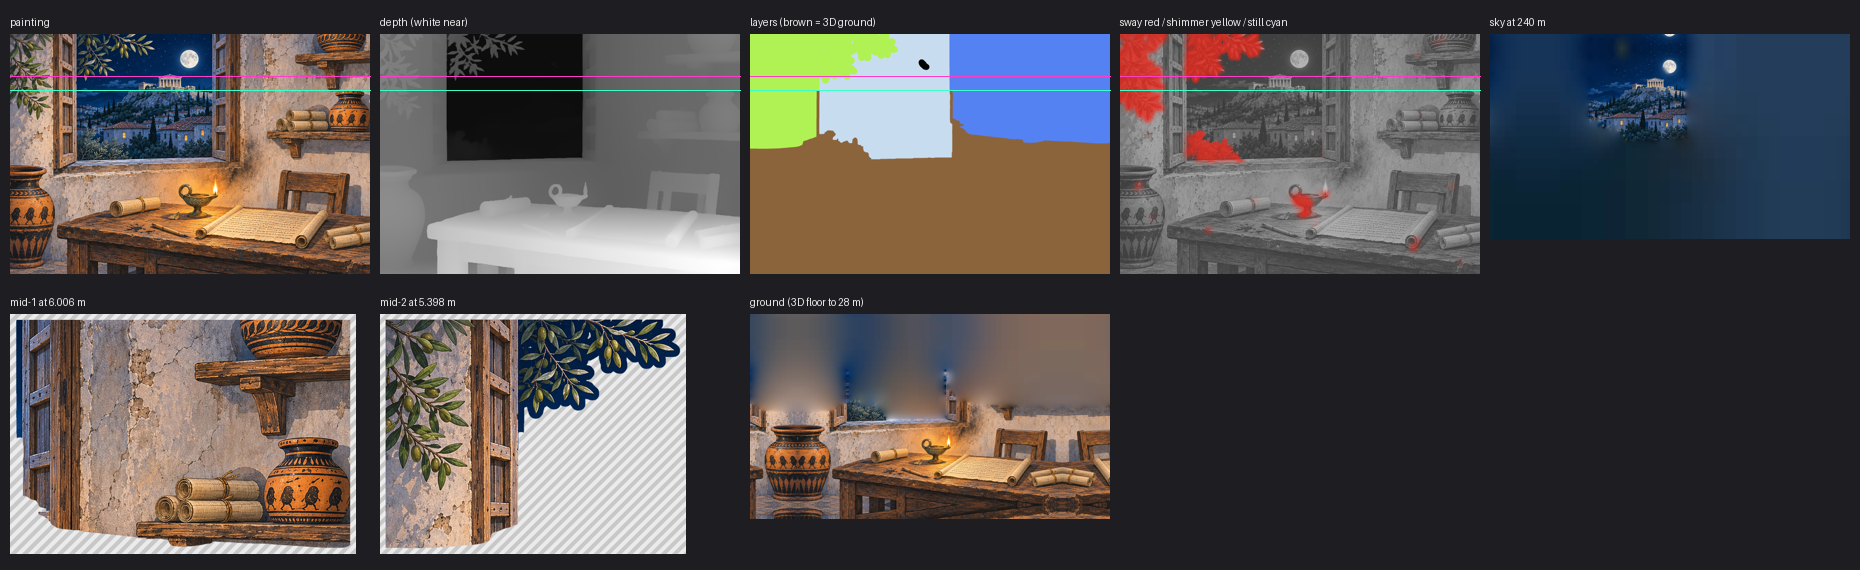 painting
depth (white near)
layers (brown = 3D ground)
sway red / shimmer yellow / still cyan
sky at 240 m
mid-1 at 6.006 m
mid-2 at 5.398 m
ground (3D floor to 28 m)